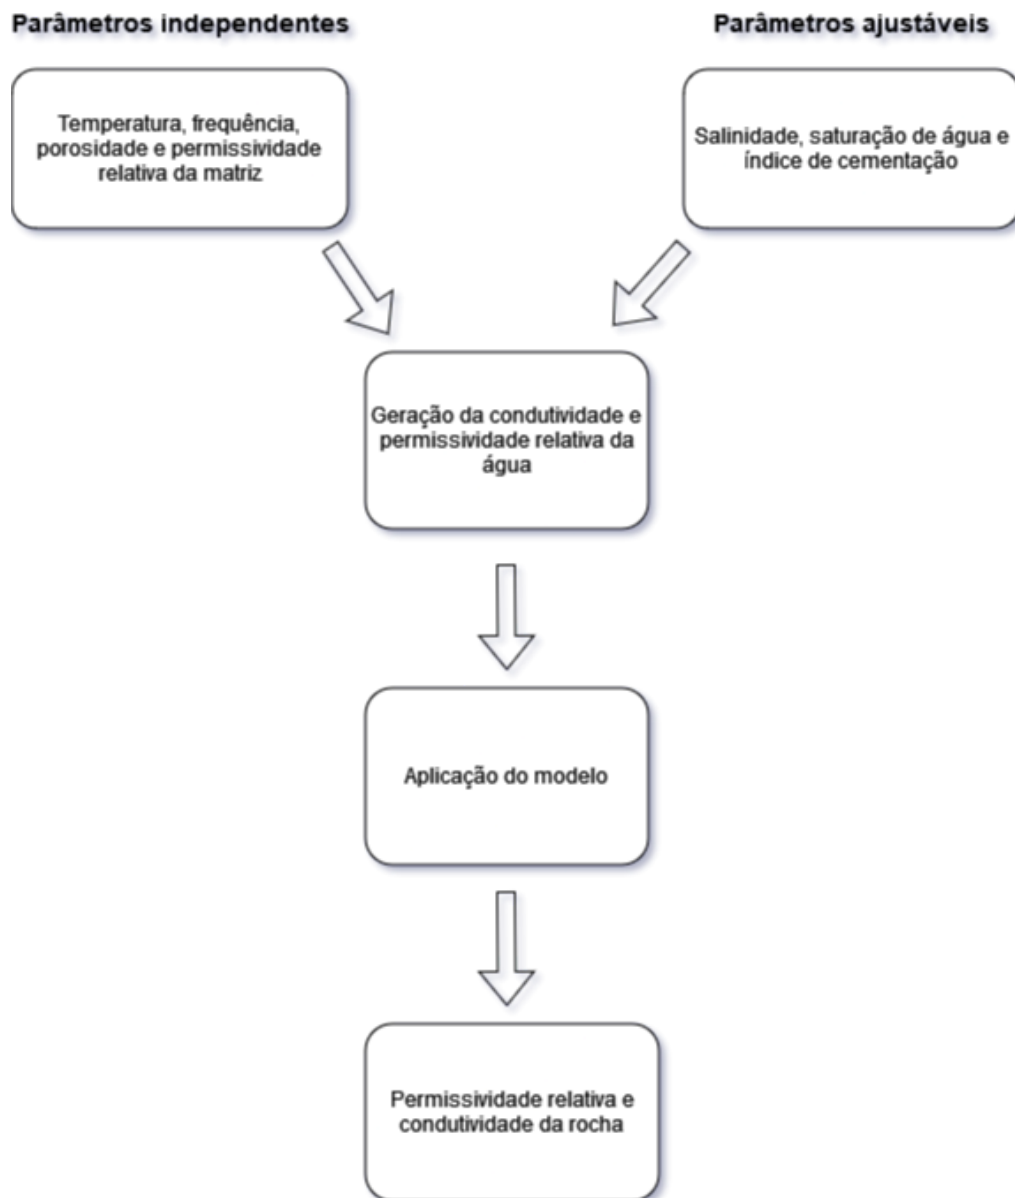 Parâmetros independentes
Parâmetros ajustáveis
Temperatura, frequência,
porosidade e permissividade
relativa da matriz
Salinidade, saturação de água e
índice de cementação
Geração da condutividade e
permissividade relativa da
água
Aplicação do modelo
Permissividade relativa e
condutividade da rocha